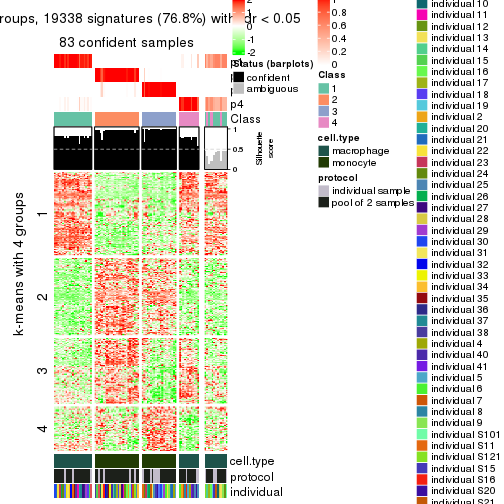 roups, 19338 signatures (76.8%) with fdr < 0.05
83 confident samples
p4
Class
1
0.5
0
Silhouette
score
k-means with 4 groups
1
2
3
4
cell.type
protocol
individual
2
1
0
-1
-2
Status (barplots)
confident
ambiguous
0.8
0.6
0.4
0.2
0
Class
1
2
3
4
cell.type
macrophage
monocyte
protocol
individual sample
pool of 2 samples
individual 10
individual 11
individual 12
individual 13
individual 14
individual 15
individual 16
individual 17
individual 18
individual 19
individual 2
individual 20
individual 21
individual 22
individual 23
individual 24
individual 25
individual 26
individual 27
individual 28
individual 29
individual 30
individual 31
individual 32
individual 33
individual 34
individual 35
individual 36
individual 37
individual 38
individual 4
individual 40
individual 41
individual 5
individual 6
individual 7
individual 8
individual 9
individual S101
individual S11
individual S121
individual S15
individual S16
individual S20
individual S21